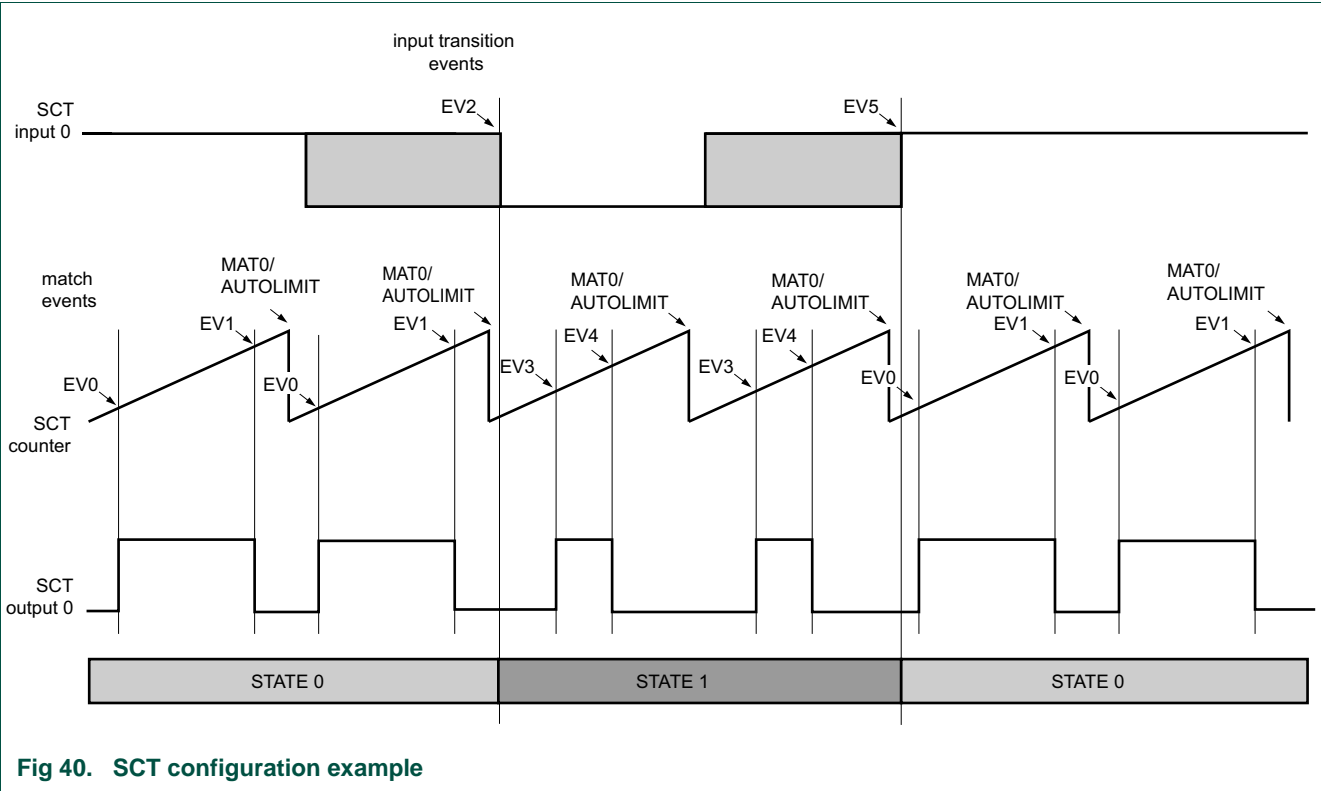 input transition
events
SCT
input 0
EV2
EV5
match
events
MAT0/
AUTOLIMIT
MAT0/
AUTOLIMIT
MAT0/
AUTOLIMIT
MAT0/
AUTOLIMIT
MAT0/
AUTOLIMIT
MAT0/
AUTOLIMIT
EV0
EV1
EV0
EV1
EV3
EV4
EV3
EV4
EV0
EV1
EV0
EV1
SCT
counter
SCT
output 0
STATE 0
STATE 1
STATE 0
Fig 40. SCT configuration example